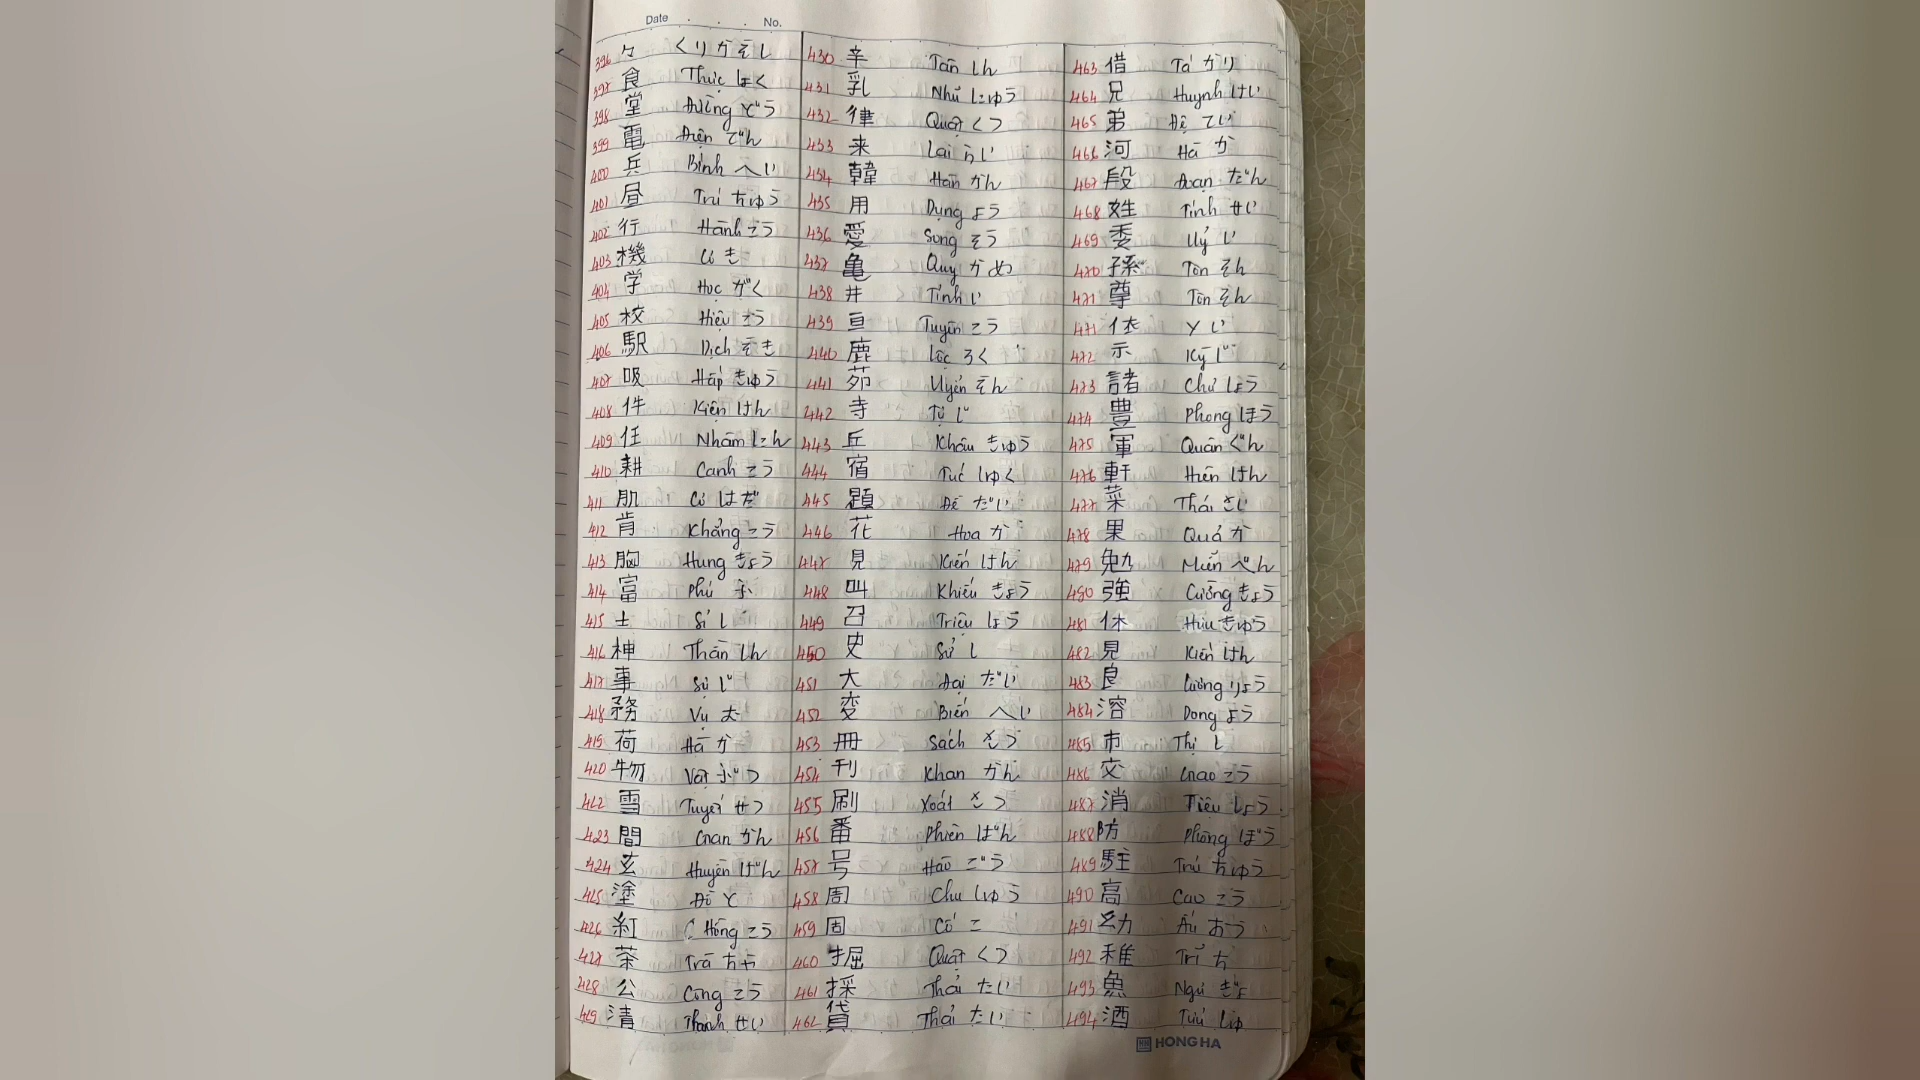 Date . . . No.
396 々 くりかえし
397 食 Thực しょく
398 堂 Đường どう
399 電 Điện でん
400 兵 Binh へい
401 昼 Trú ちゅう
402 行 Hành こう
403 機 Cơ き
404 学 Học がく
405 校 Hiệu こう
406 駅 Dịch えき
407 吸 Hấp きゅう
408 件 Kiện けん
409 任 Nhâm にん
410 耕 Canh こう
411 肌 Cơ はだ
412 肯 Khẳng こう
413 胸 Hung きょう
414 富 Phú ふ
415 士 Sĩ し
416 神 Thần しん
417 事 Sự じ
418 務 Vụ む
419 荷 Hà か
420 物 Vật ぶつ
422 雪 Tuyết せつ
423 間 Gian かん
424 玄 Huyền げん
425 塗 Đồ と
426 紅 Hồng こう
427 茶 Trà ちゃ
428 公 Công こう
429 清 Thanh せい
430 辛 Tân しん
431 乳 Nhũ にゅう
432 律 Quật くつ
433 来 Lai らい
434 韓 Hàn かん
435 用 Dụng よう
436 愛 Song そう
437 亀 Quy かめ
438 井 Tỉnh い
439 亘 Tuyên こう
440 鹿 Lộc ろく
441 苑 Uyển えん
442 寺 Tự じ
443 丘 Khâu きゅう
444 宿 Túc しゅく
445 題 Đề だい
446 花 Hoa か
447 見 Kiến けん
448 叫 Khiếu きょう
449 召 Triệu しょう
450 史 Sử し
451 大 Đại だい
452 変 Biến へい
453 冊 Sách さつ
454 刊 Khan かん
455 刷 Xoát さつ
456 番 Phiên ばん
457 号 Hào ごう
458 周 Chu しゅう
459 固 Cố こ
460 掘 Quật くつ
461 採 Thải たい
462 貸 Thải たい
463 借 Tá かり
464 兄 Huynh けい
465 弟 Đệ てい
466 河 Hà か
467 段 Đoạn だん
468 姓 Tính せい
469 委 Uỷ い
470 孫 Tôn そん
471 尊 Tôn そん
471 依 Y い
472 示 Kỳ じ
473 諸 Chư しょう
474 豊 Phong ほう
475 軍 Quân ぐん
476 軒 Hiên けん
477 菜 Thái さい
478 果 Quả か
479 勉 Miễn べん
480 強 Cường きょう
481 休 Hưu きゅう
482 見 Kiến けん
483 良 Lương りょう
484 溶 Dong よう
485 市 Thị し
486 交 Giao こう
487 消 Tiêu しょう
488 防 Phòng ぼう
489 駐 Trú ちゅう
490 高 Cao こう
491 幼 Ấu おう
492 稚 Trĩ ち
493 魚 Ngư ぎょ
494 酒 Tửu しゅ
HONG HA